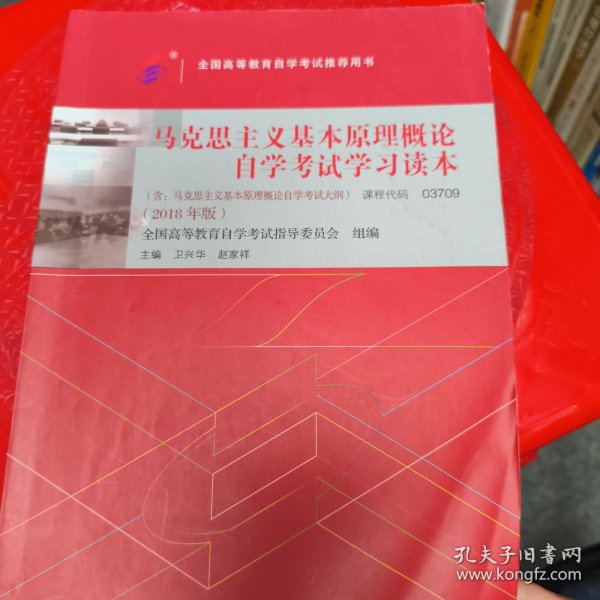 全国高等教育自学考试推荐用书
马克思主义基本原理概论
自学考试学习读本
(含:马克思主义基本原理概论自学考试大纲) 课程代码 03709
(2018年版)
全国高等教育自学考试指导委员会 组编
主编 卫兴华 赵家祥
孔夫子旧书网
www.kongfz.com